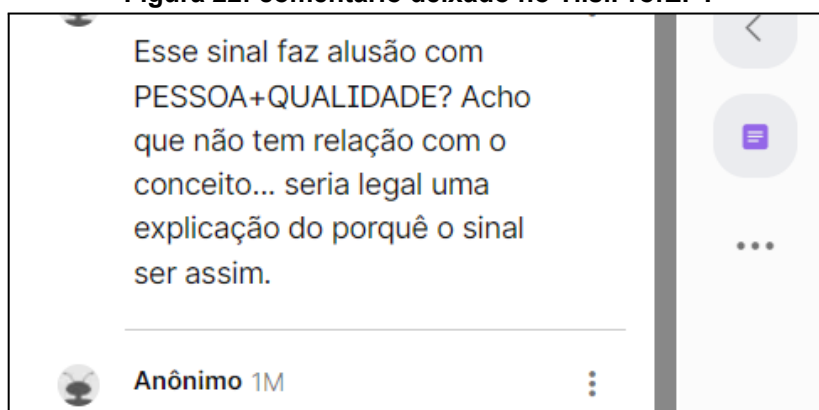 Esse sinal faz alusão com
PESSOA+QUALIDADE? Acho
que não tem relação com o
conceito... seria legal uma
explicação do porquê o sinal
ser assim.
Anônimo 1M